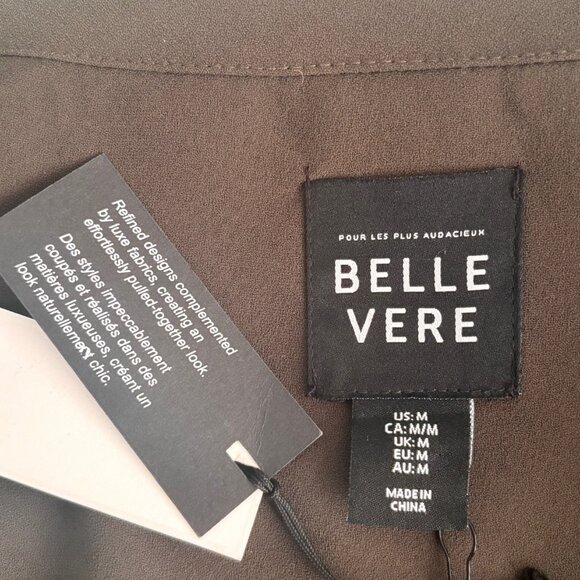 Refined designs complemented
by luxe fabrics, creating an
effortlessly pulled-together look.
Des styles impeccablement
coupés et réalisés dans des
matières luxueuses, créant un
look naturellement chic.
POUR LES PLUS AUDACIEUX
BELLE
VERE
US: M
CA: M/M
UK: M
EU: M
AU: M
MADE IN
CHINA